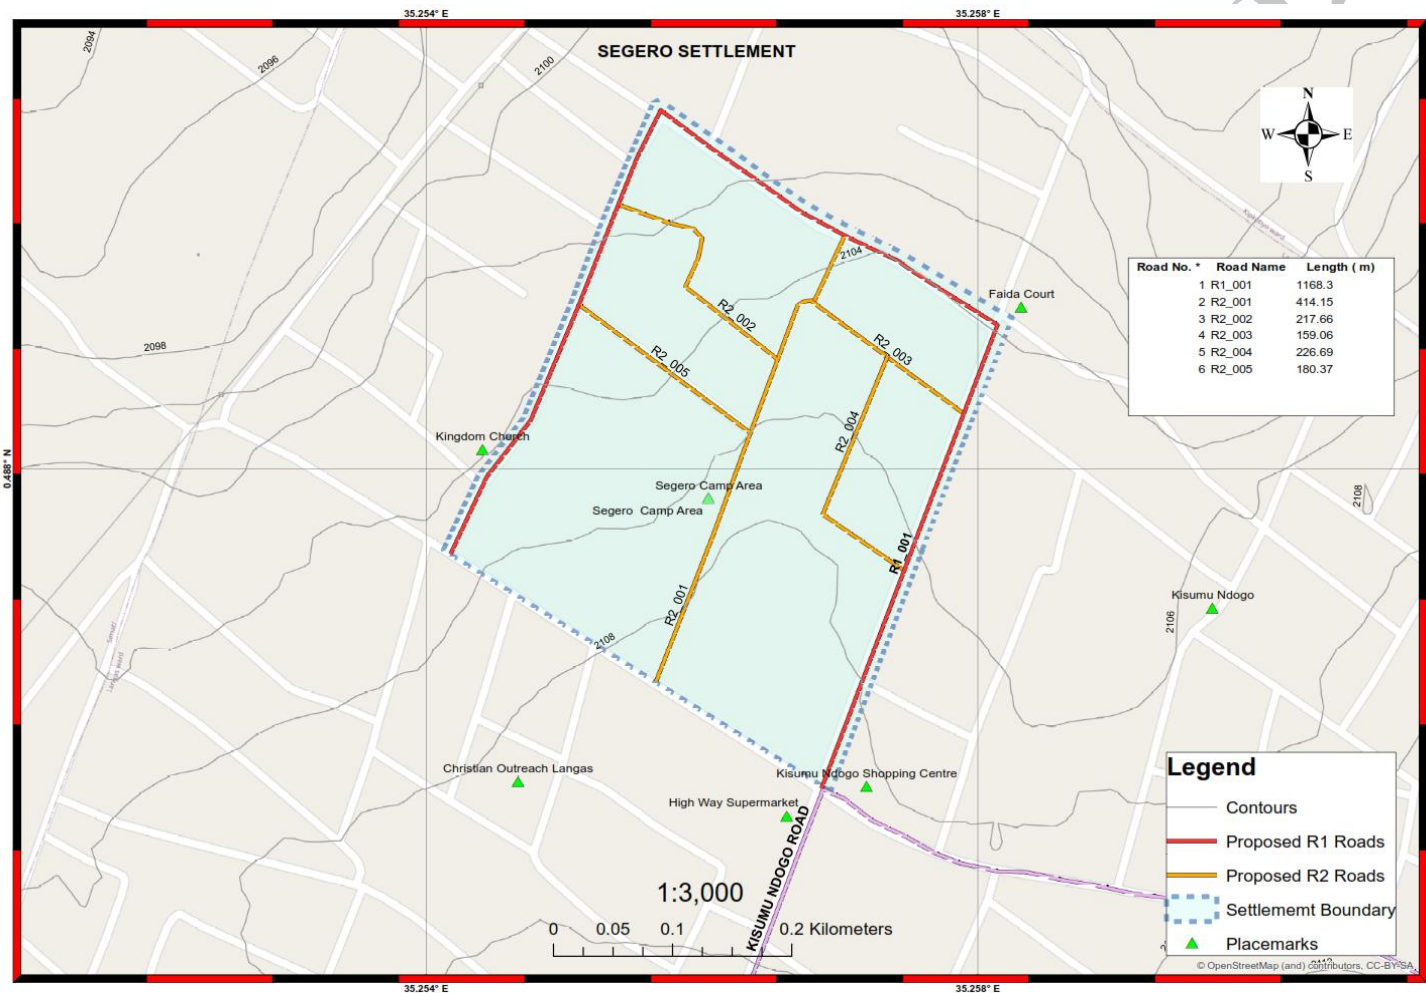 35.254° E
35.258° E
SEGERO SETTLEMENT
2094
2096
2100
N
W
E
S
Kipkenyo ward
2104
Road No. * Road Name Length ( m)
1 R1_001 1168.3
2 R2_001 414.15
3 R2_002 217.66
4 R2_003 159.06
5 R2_004 226.69
6 R2_005 180.37
Faida Court
R2_002
R2_003
2098
R2_005
R2_004
Kingdom Church
0.488° N
Segero Camp Area
Segero Camp Area
2108
R1_001
Kisumu Ndogo
R2_001
2106
2108
Langas ward
Christian Outreach Langas
Kisumu Ndogo Shopping Centre
High Way Supermarket
KISUMU NDOGO ROAD
1:3,000
0 0.05 0.1 0.2 Kilometers
Legend
Contours
Proposed R1 Roads
Proposed R2 Roads
Settlememt Boundary
Placemarks
© OpenStreetMap (and) contributors, CC-BY-SA
35.254° E
35.258° E